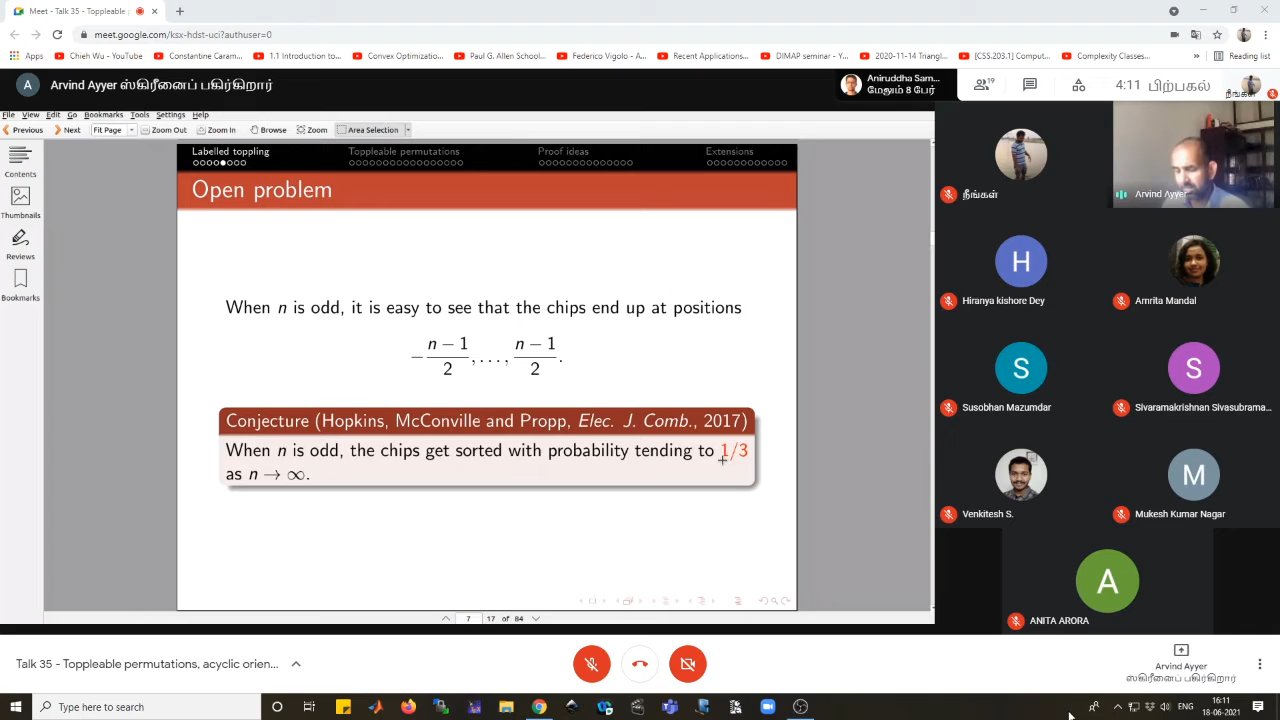 Meet - Talk 35 - Toppleable
meet.google.com/ksx-hdst-uci?authuser=0
Apps
Chieh Wu - YouTube
Constantine Caram...
1.1 Introduction to...
Convex Optimizatio...
Paul G. Allen School...
Federico Vigolo - A...
Recent Applications...
DIMAP seminar - Y...
2020-11-14 Triangl...
[CSS.203.1] Comput...
Complexity Classes...
»
Reading list
A
Arvind Ayyer ஸ்கிரீனைப் பகிர்கிறார்
Aniruddha Sam...
மேலும் 8 பேர்
19
4:11 பிற்பகல்
நீங்கள்
File View Edit Go Bookmarks Tools Settings Help
Previous Next Fit Page Zoom Out Zoom In Browse Zoom Area Selection
Contents
Thumbnails
Reviews
Bookmarks
Labelled toppling Toppleable permutations Proof ideas Extensions
Open problem
When n is odd, it is easy to see that the chips end up at positions
− n − 1 / 2 , . . . , n − 1 / 2 .
Conjecture (Hopkins, McConville and Propp, Elec. J. Comb., 2017)
When n is odd, the chips get sorted with probability tending to 1/3
as n → ∞.
7 17 of 84
நீங்கள்
Arvind Ayyer
H
Hiranya kishore Dey
Amrita Mandal
S
Susobhan Mazumdar
S
Sivaramakrishnan Sivasubrama...
Venkitesh S.
M
Mukesh Kumar Nagar
A
ANITA ARORA
Talk 35 - Toppleable permutations, acyclic orien...
Arvind Ayyer
ஸ்கிரீனைப் பகிர்கிறார்
Type here to search
16:11
18-06-2021